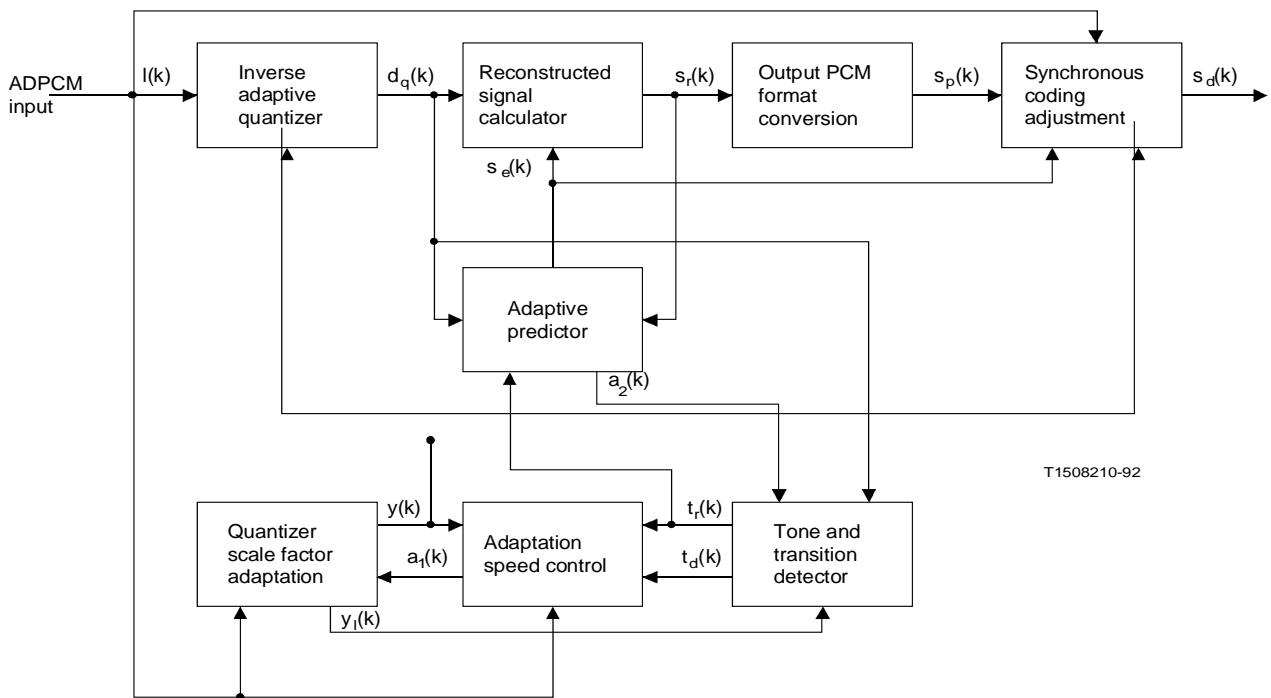 ADPCM
input
I(k)
Inverse
adaptive
quantizer
d_q(k)
Reconstructed
signal
calculator
s_r(k)
Output PCM
format
conversion
s_p(k)
Synchronous
coding
adjustment
s_d(k)
s_e(k)
Adaptive
predictor
a_2(k)
T1508210-92
Quantizer
scale factor
adaptation
y(k)
a_1(k)
Adaptation
speed control
t_r(k)
t_d(k)
Tone and
transition
detector
y_l(k)